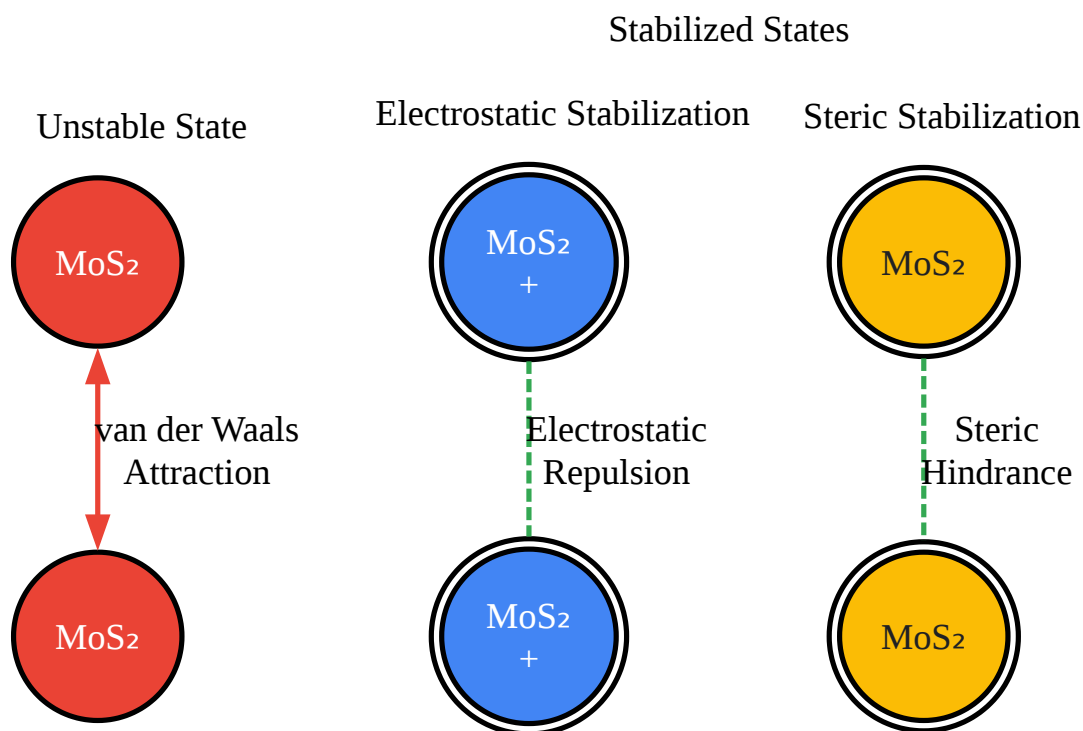 Stabilized States
Unstable State
Electrostatic Stabilization
Steric Stabilization
MoS₂
MoS₂
+
MoS₂
van der Waals
Attraction
Electrostatic
Repulsion
Steric
Hindrance
MoS₂
MoS₂
+
MoS₂